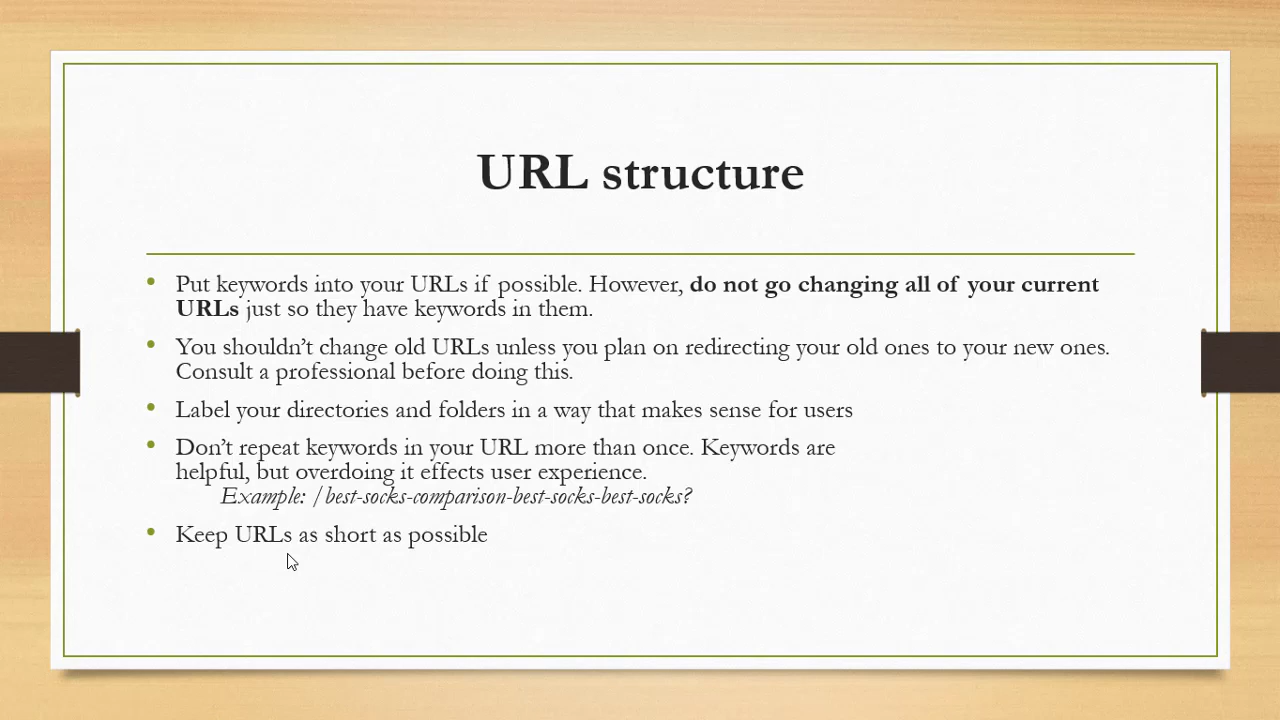 URL structure
• Put keywords into your URLs if possible. However, do not go changing all of your current
URLs just so they have keywords in them.
• You shouldn’t change old URLs unless you plan on redirecting your old ones to your new ones.
Consult a professional before doing this.
• Label your directories and folders in a way that makes sense for users
• Don’t repeat keywords in your URL more than once. Keywords are
helpful, but overdoing it effects user experience.
Example: /best-socks-comparison-best-socks-best-socks?
• Keep URLs as short as possible